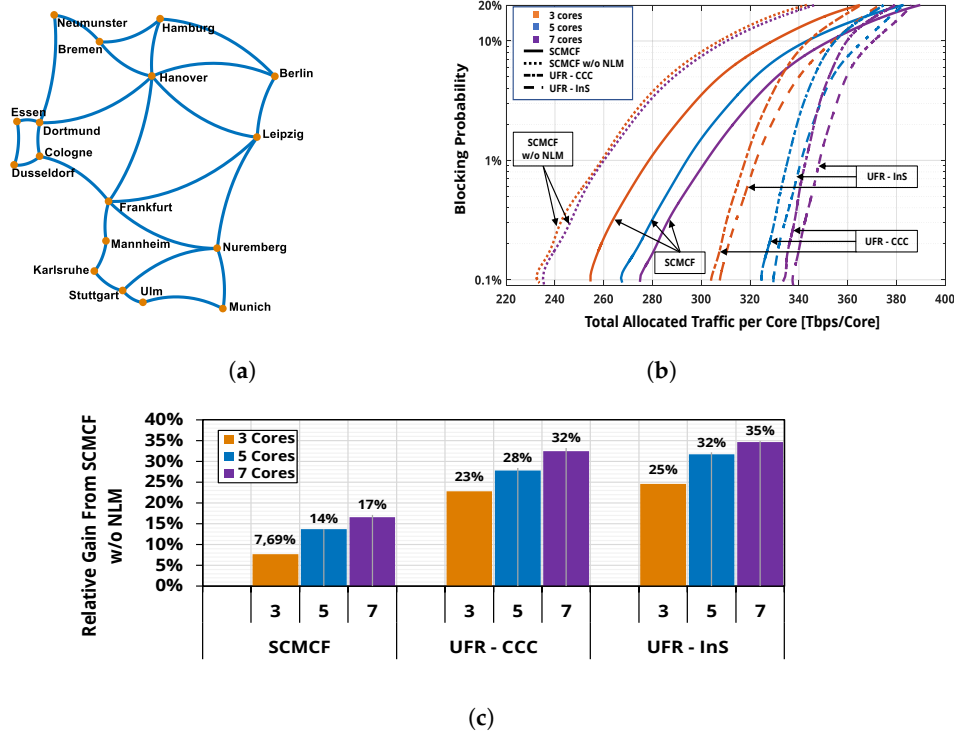 Neumunster
Hamburg
Bremen
Hanover
Berlin
Essen
Dortmund
Leipzig
Cologne
Dusseldorf
Frankfurt
Mannheim
Nuremberg
Karlsruhe
Stuttgart
Ulm
Munich
(a)
20%
10%
1%
0.1%
Blocking Probability
3 cores
5 cores
7 cores
SCMCF
SCMCF w/o NLM
UFR - CCC
UFR - InS
SCMCF
w/o NLM
UFR - InS
UFR - CCC
SCMCF
220 240 260 280 300 320 340 360 380 400
Total Allocated Traffic per Core [Tbps/Core]
(b)
Relative Gain From SCMCF
w/o NLM
40%
35%
30%
25%
20%
15%
10%
5%
0%
3 Cores
5 Cores
7 Cores
7,69%
14%
17%
23%
28%
32%
25%
32%
35%
3 5 7 3 5 7 3 5 7
SCMCF UFR - CCC UFR - InS
(c)